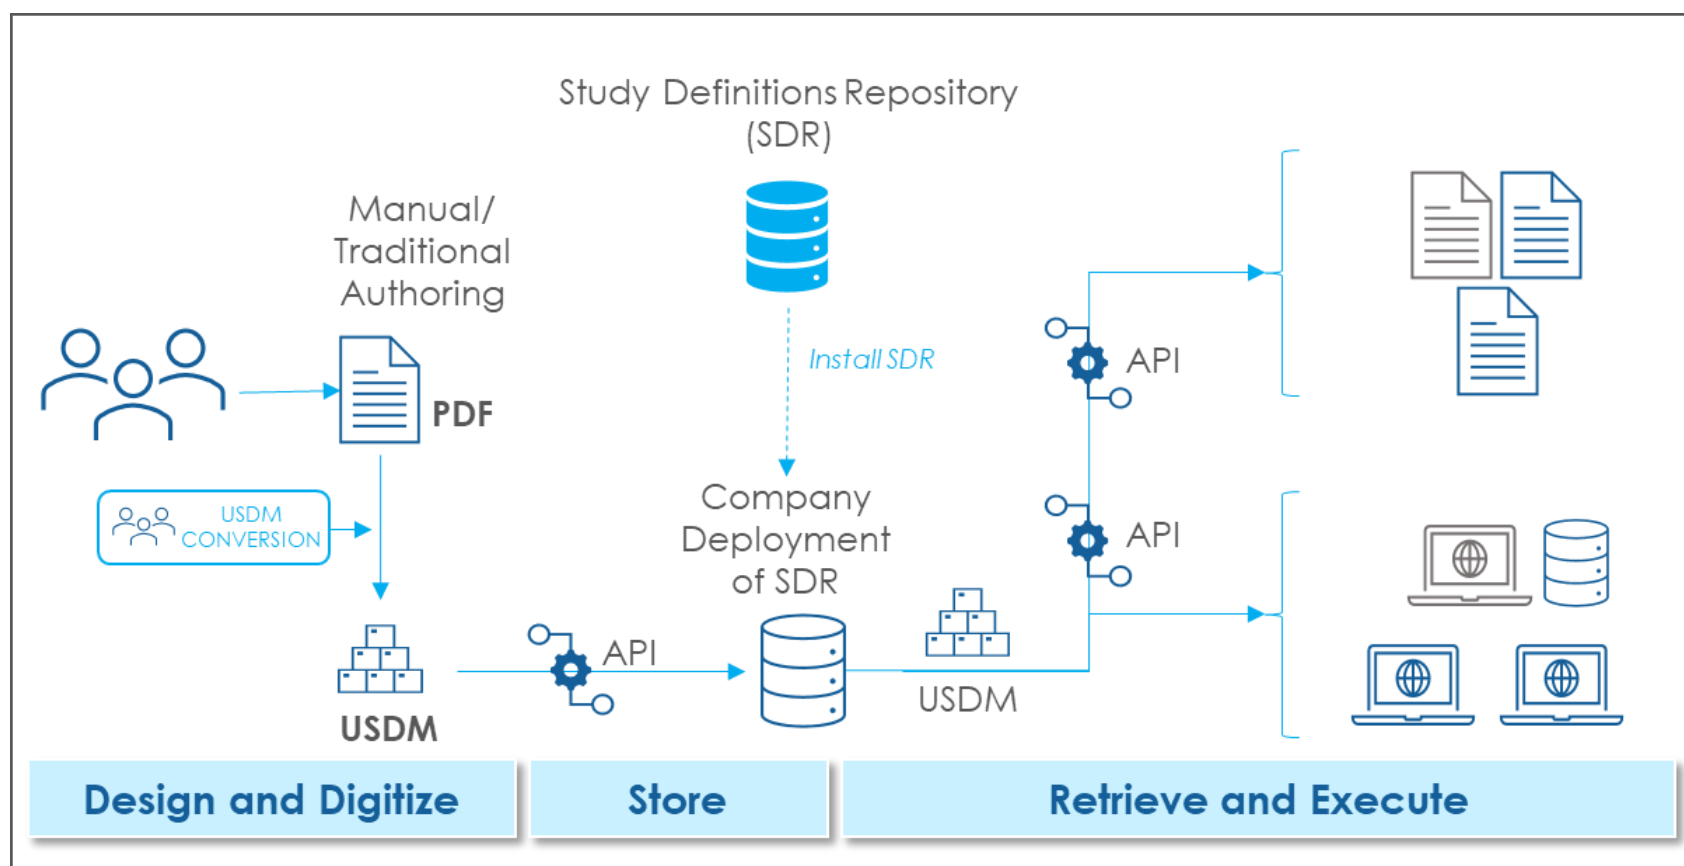 Study Definitions Repository
(SDR)
Manual/
Traditional
Authoring
PDF
Install SDR
API
USDM
CONVERSION
Company
Deployment
of SDR
API
API
USDM
USDM
Design and Digitize
Store
Retrieve and Execute